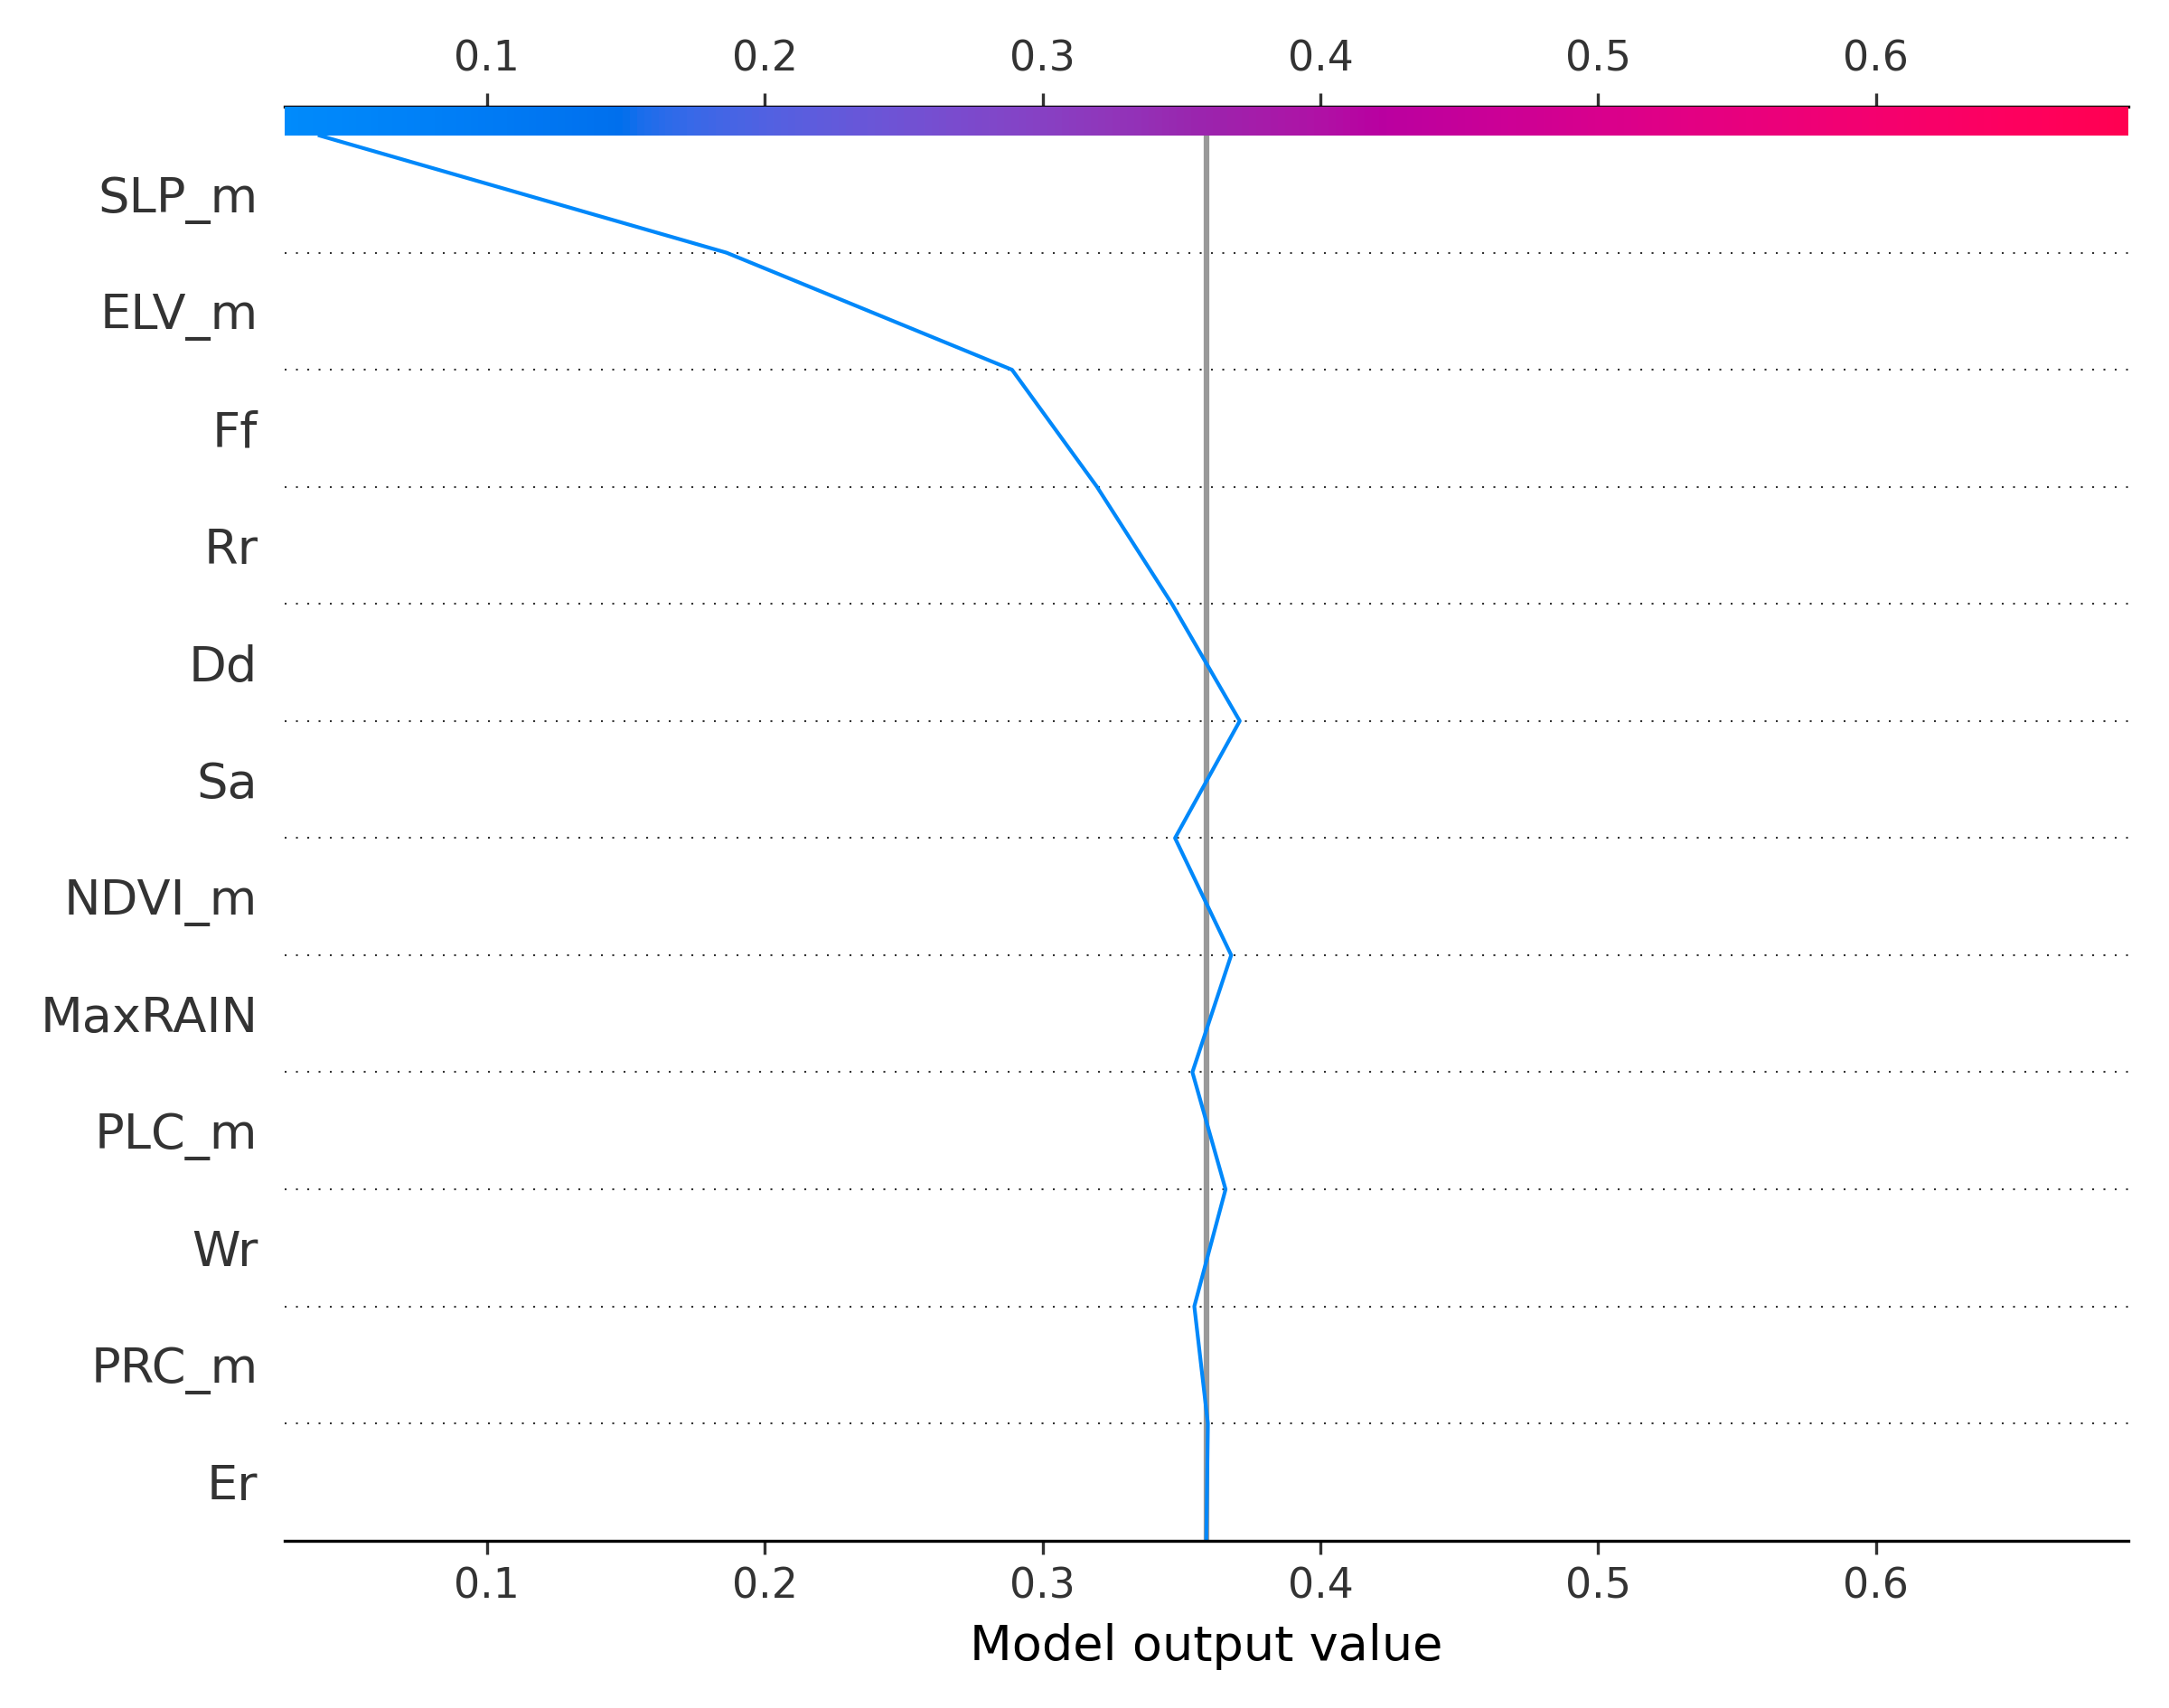 0.1 0.2 0.3 0.4 0.5 0.6
SLP_m
ELV_m
Ff
Rr
Dd
Sa
NDVI_m
MaxRAIN
PLC_m
Wr
PRC_m
Er
0.1 0.2 0.3 0.4 0.5 0.6
Model output value